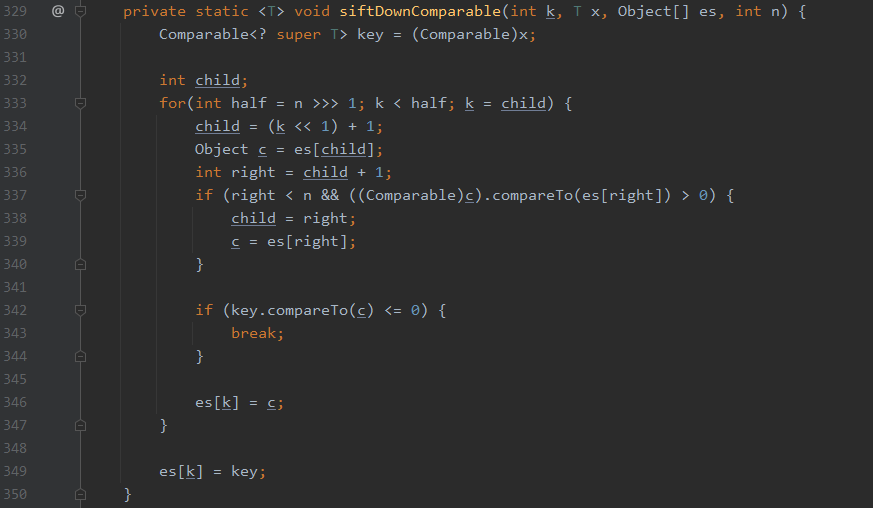 329 @ private static <T> void siftDownComparable(int k, T x, Object[] es, int n) {
330 Comparable<? super T> key = (Comparable)x;
331
332 int child;
333 for(int half = n >>> 1; k < half; k = child) {
334 child = (k << 1) + 1;
335 Object c = es[child];
336 int right = child + 1;
337 if (right < n && ((Comparable)c).compareTo(es[right]) > 0) {
338 child = right;
339 c = es[right];
340 }
341
342 if (key.compareTo(c) <= 0) {
343 break;
344 }
345
346 es[k] = c;
347 }
348
349 es[k] = key;
350 }